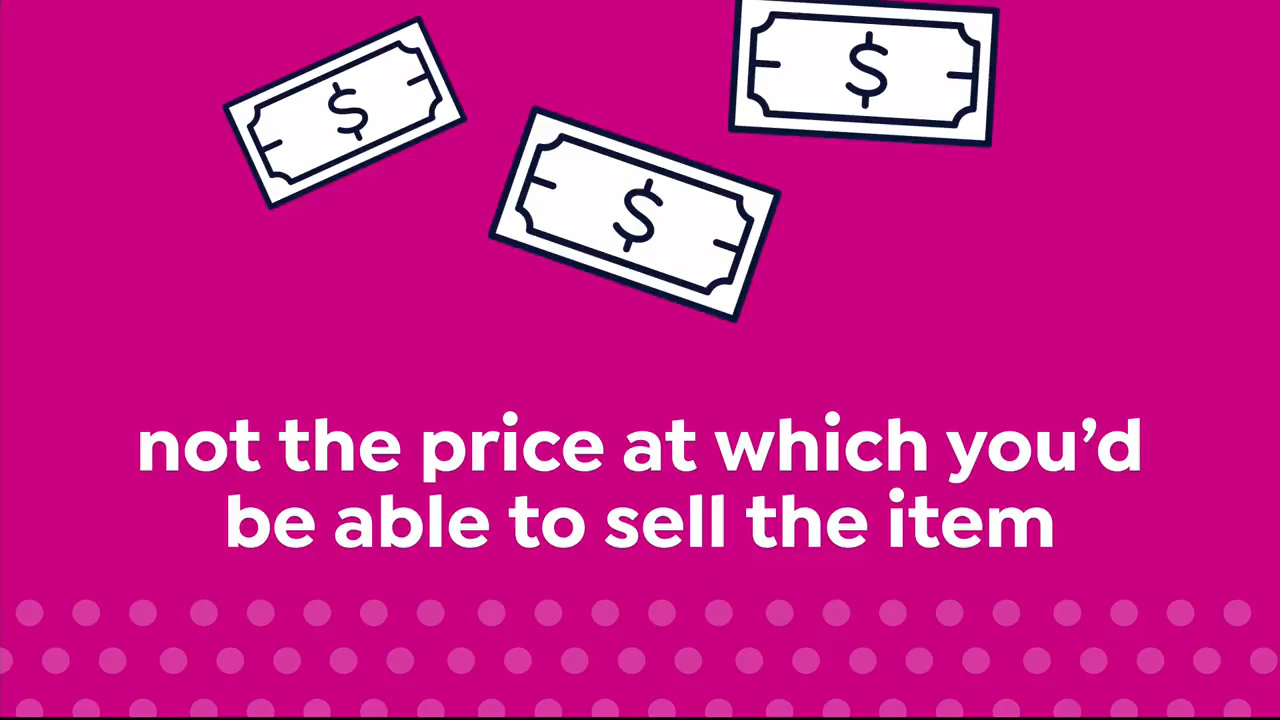 $
$
$
not the price at which you’d
be able to sell the item